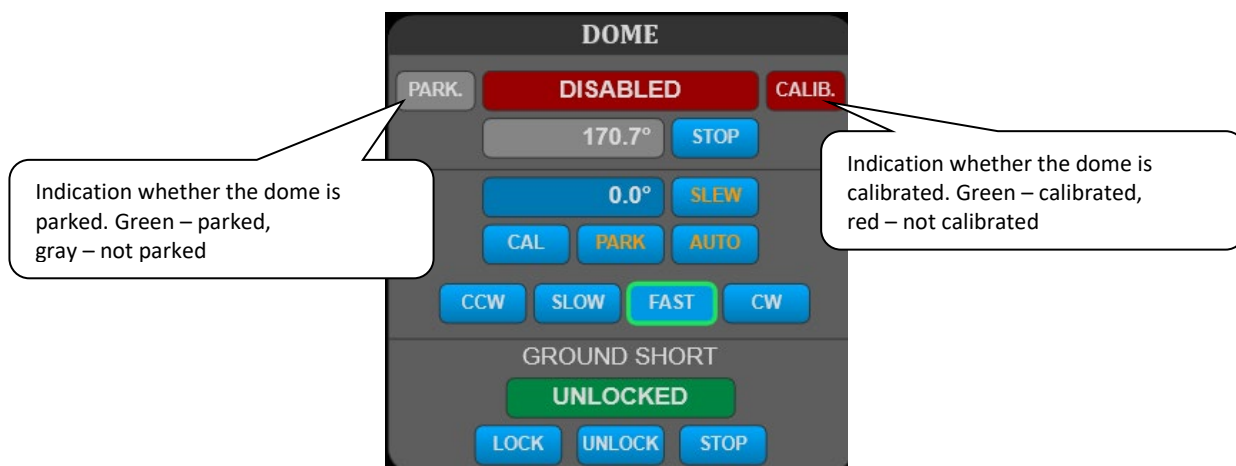 DOME
PARK. DISABLED CALIB.
170.7° STOP
Indication whether the dome is
parked. Green – parked,
gray – not parked
0.0° SLEW
CAL PARK AUTO
CCW SLOW FAST CW
Indication whether the dome is
calibrated. Green – calibrated,
red – not calibrated
GROUND SHORT
UNLOCKED
LOCK UNLOCK STOP